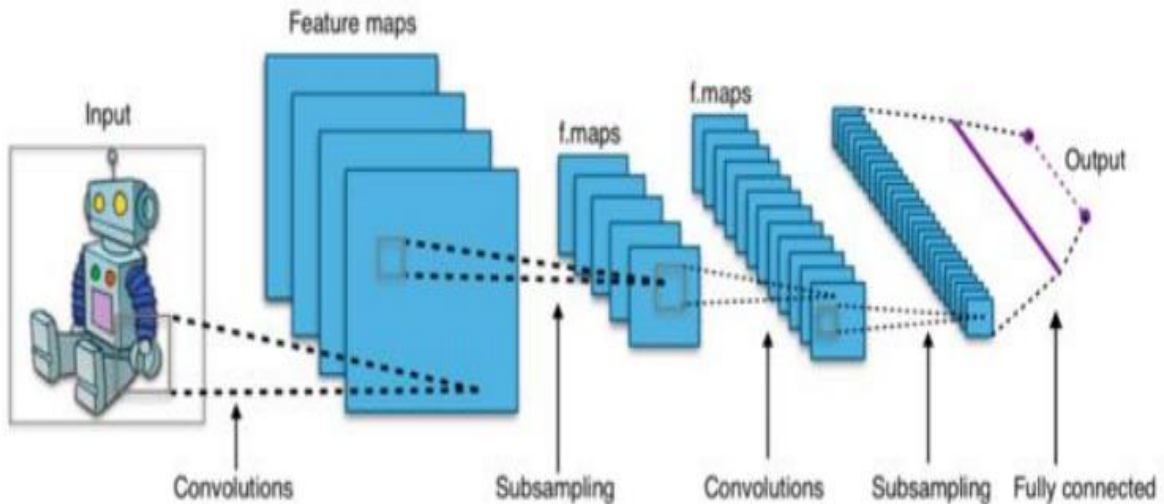 Feature maps
Input
f.maps
f.maps
Output
Convolutions
Subsampling
Convolutions
Subsampling
Fully connected